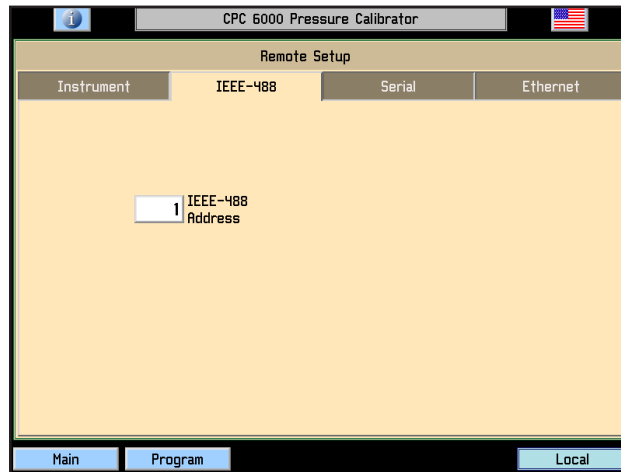 CPC 6000 Pressure Calibrator
Remote Setup
Instrument IEEE-488 Serial Ethernet
1 IEEE-488
Address
Main Program Local